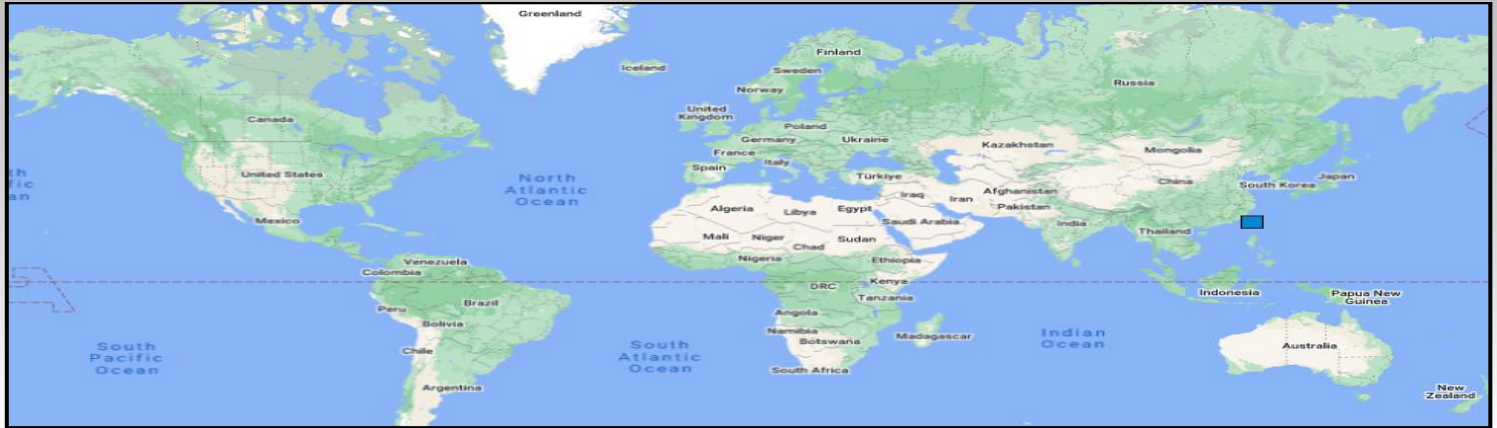 Greenland
Finland
Iceland
Sweden
Russia
Norway
United
Kingdom
Canada
Poland
Germany
Ukraine
Kazakhstan
Mongolia
France
Italy
Spain
United States
North
Atlantic
Ocean
Türkiye
China
Japan
South Korea
th
fic
an
Iraq
Iran
Afghanistan
Pakistan
Algeria
Libya
Egypt
Saudi Arabia
Mexico
India
Thailand
Mali
Niger
Chad
Sudan
Venezuela
Nigeria
Ethiopia
Colombia
DRC
Kenya
Indonesia
Papua New
Guinea
Brazil
Tanzania
Peru
Angola
Bolivia
Namibia
Botswana
Madagascar
Indian
Ocean
South
Pacific
Ocean
Chile
South
Atlantic
Ocean
Australia
South Africa
Argentina
New
Zealand